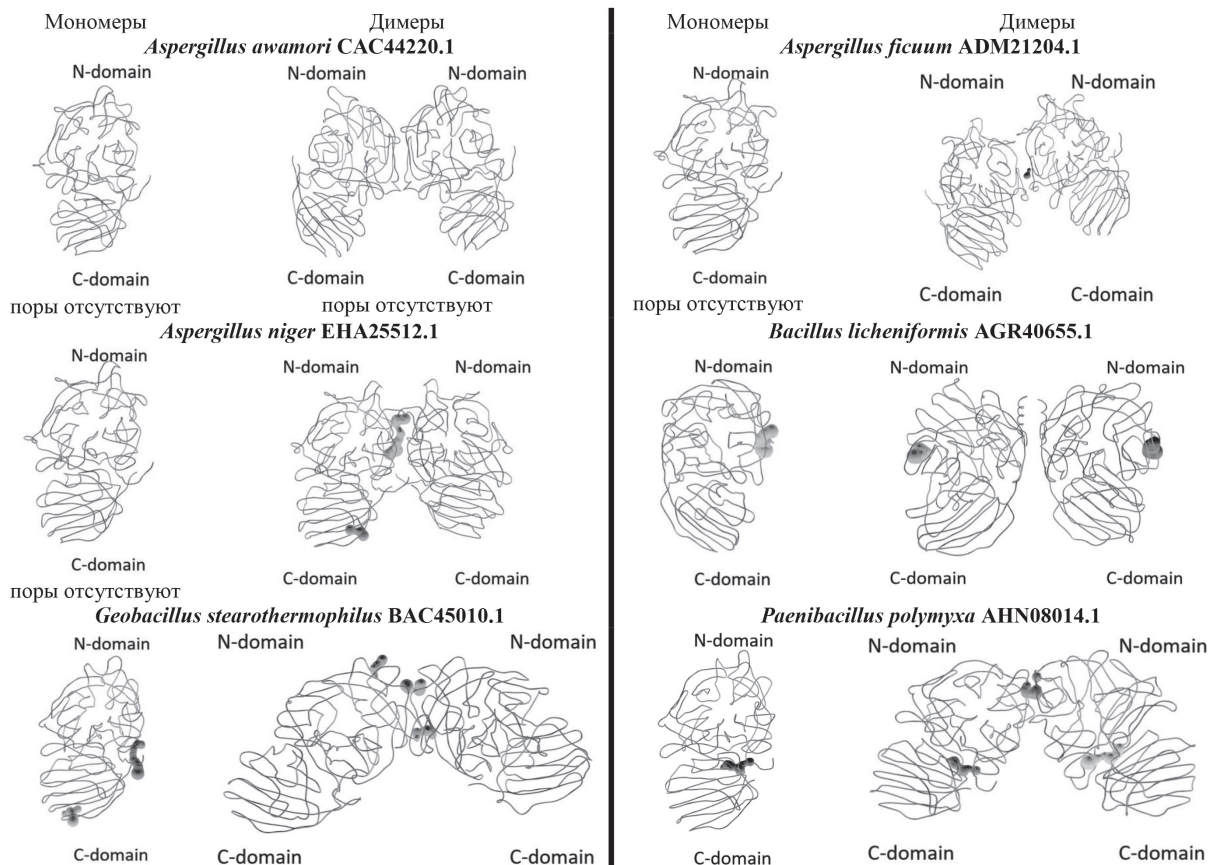 Мономеры Димеры
Aspergillus awamori CAC44220.1
N-domain N-domain N-domain
C-domain C-domain C-domain
поры отсутствуют поры отсутствуют
Aspergillus niger EHA25512.1
N-domain N-domain N-domain
C-domain C-domain C-domain
поры отсутствуют
Geobacillus stearothermophilus BAC45010.1
N-domain N-domain N-domain
C-domain C-domain C-domain
Мономеры Димеры
Aspergillus ficuum ADM21204.1
N-domain N-domain N-domain
C-domain C-domain C-domain
поры отсутствуют
Bacillus licheniformis AGR40655.1
N-domain N-domain N-domain
C-domain C-domain C-domain
Paenibacillus polymyxa AHN08014.1
N-domain N-domain N-domain
C-domain C-domain C-domain